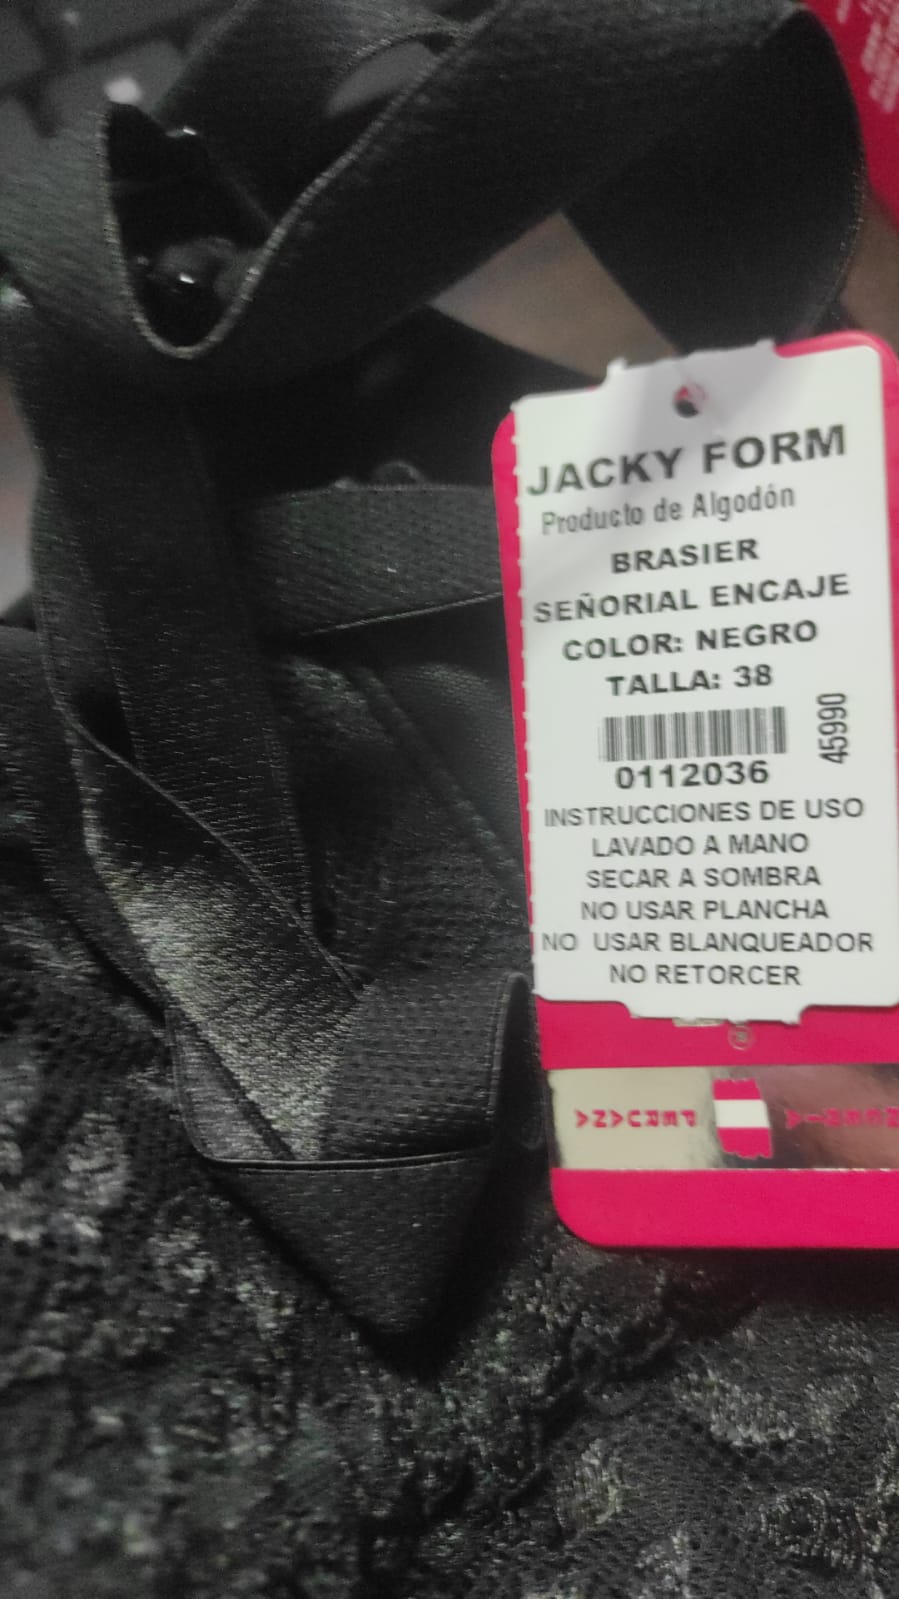 JACKY FORM
Producto de Algodón
BRASIER
SEÑORIAL ENCAJE
COLOR: NEGRO
TALLA: 38
45990
0112036
INSTRUCCIONES DE USO
LAVADO A MANO
SECAR A SOMBRA
NO USAR PLANCHA
NO USAR BLANQUEADOR
NO RETORCER
®
PERUANA